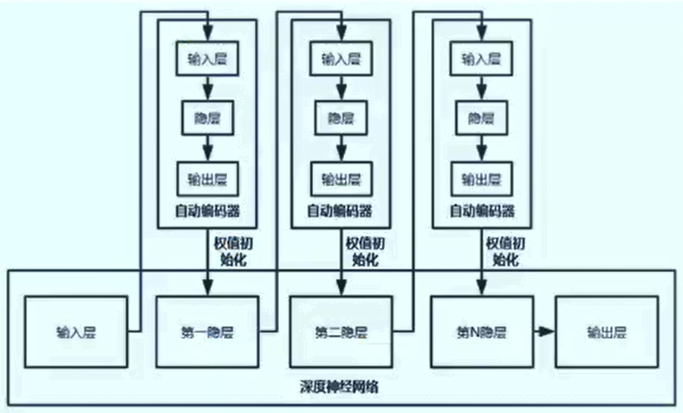 输入层
输入层
输入层
隐层
隐层
隐层
输出层
输出层
输出层
自动编码器
自动编码器
自动编码器
权值初
始化
权值初
始化
权值初
始化
输入层
第一隐层
第二隐层
第N隐层
输出层
深度神经网络